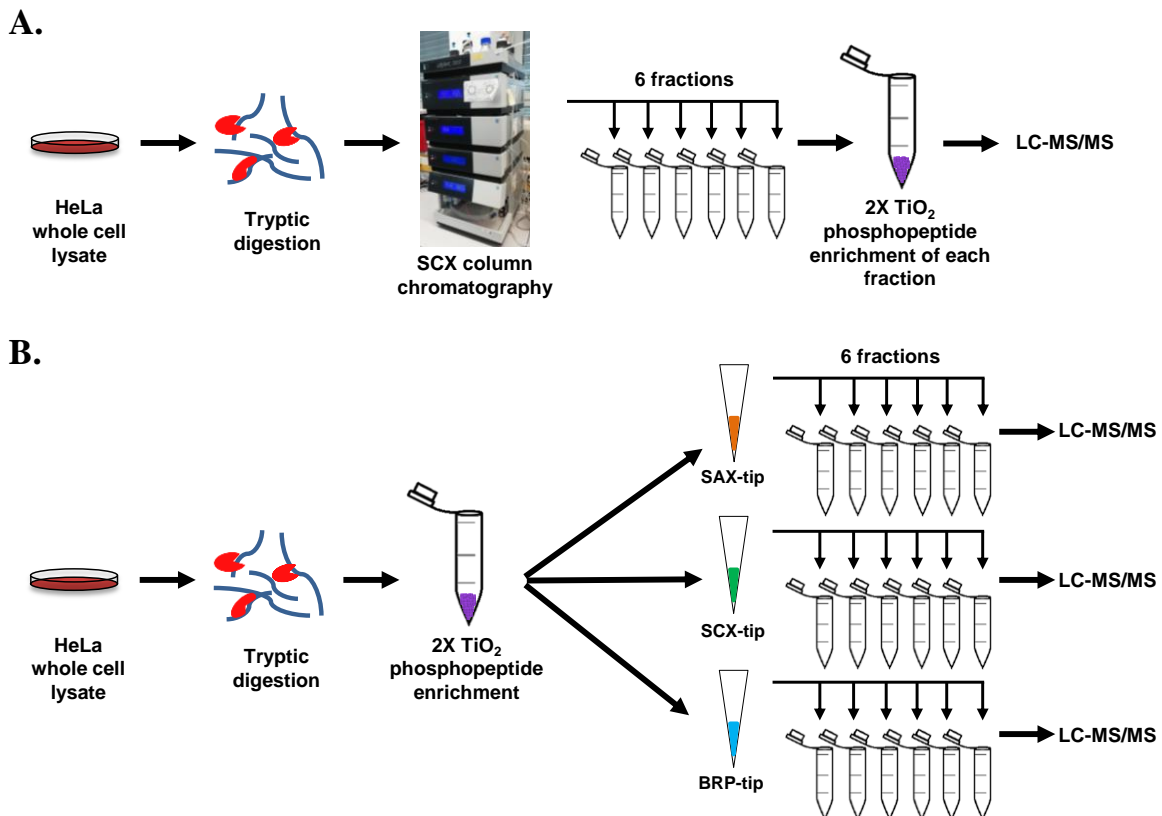 A.
6 fractions
HeLa
whole cell
lysate
Tryptic
digestion
SCX column
chromatography
2X TiO₂
phosphopeptide
enrichment of each
fraction
LC-MS/MS
B.
6 fractions
HeLa
whole cell
lysate
Tryptic
digestion
2X TiO₂
phosphopeptide
enrichment
SAX-tip
LC-MS/MS
SCX-tip
LC-MS/MS
BRP-tip
LC-MS/MS